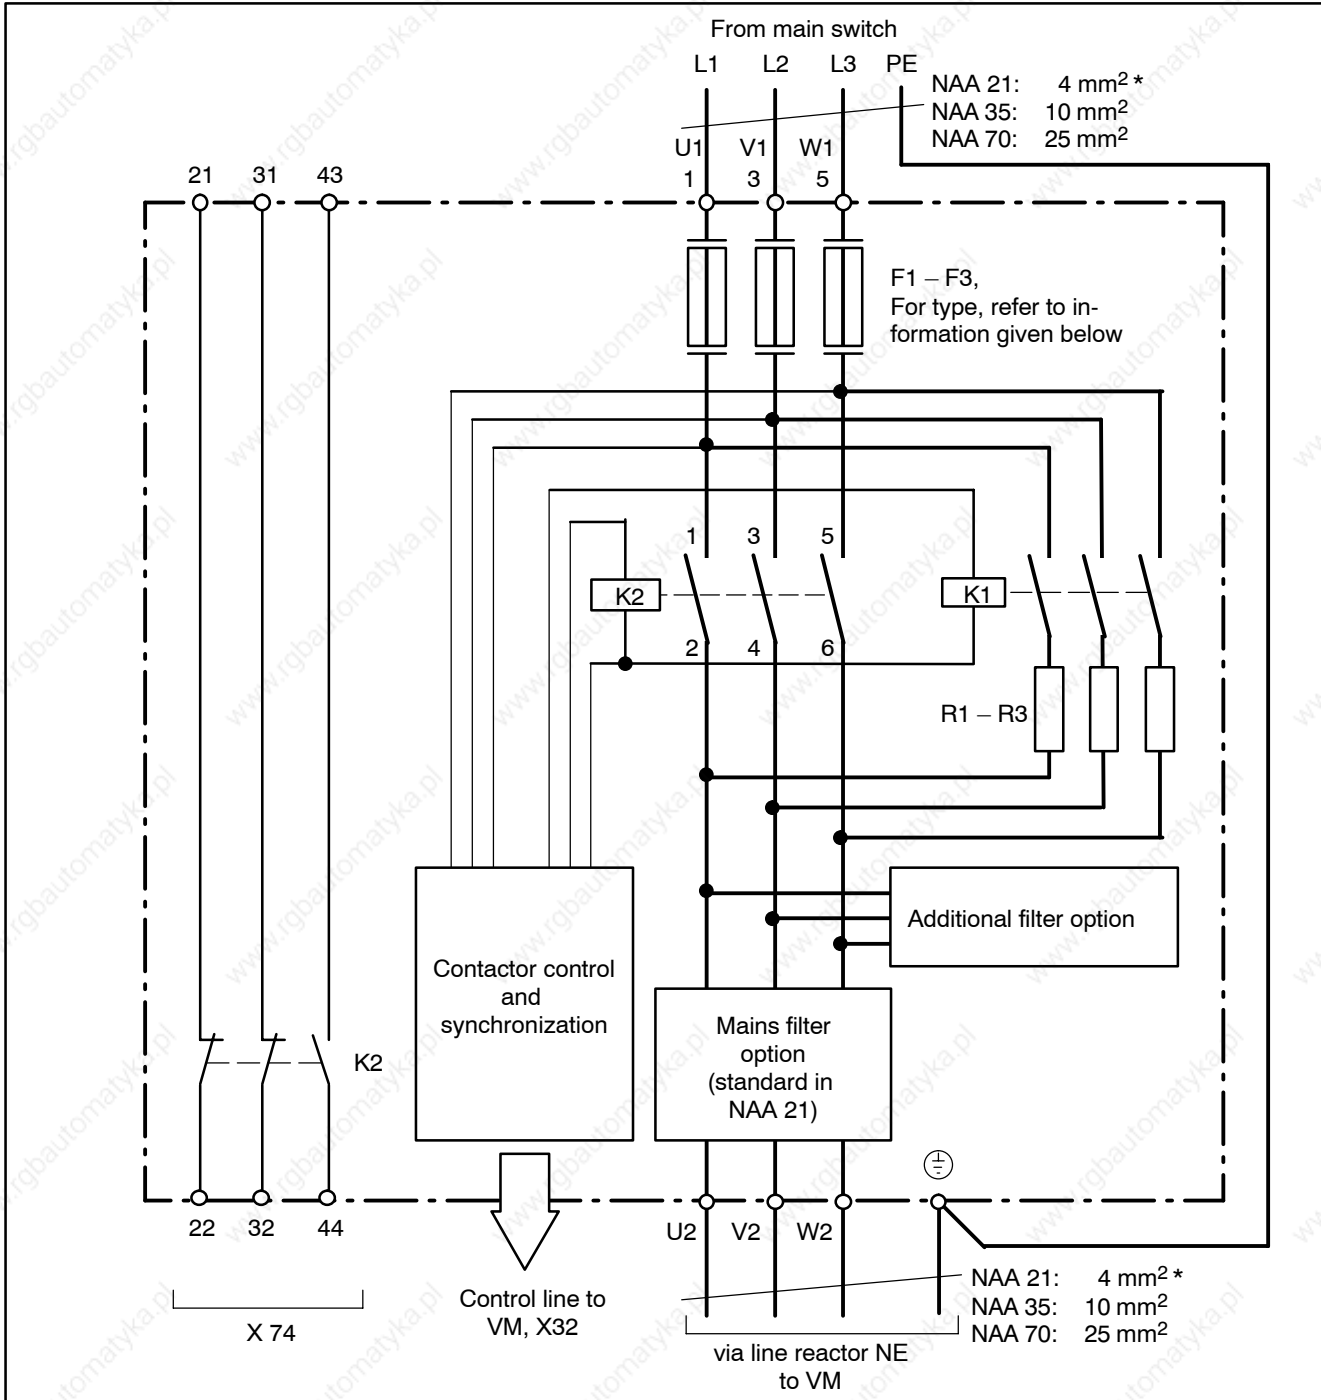 From main switch
L1 L2 L3 PE
NAA 21: 4 mm² *
NAA 35: 10 mm²
NAA 70: 25 mm²
U1 V1 W1
21 31 43 1 3 5
F1 – F3,
For type, refer to in-
formation given below
1 3 5
K2 K1
2 4 6
R1 – R3
Additional filter option
Contactor control
and
synchronization
Mains filter
option
(standard in
NAA 21)
K2
22 32 44
U2 V2 W2
X 74
Control line to
VM, X32
NAA 21: 4 mm² *
NAA 35: 10 mm²
NAA 70: 25 mm²
via line reactor NE
to VM
www.rgbautomatyka.pl